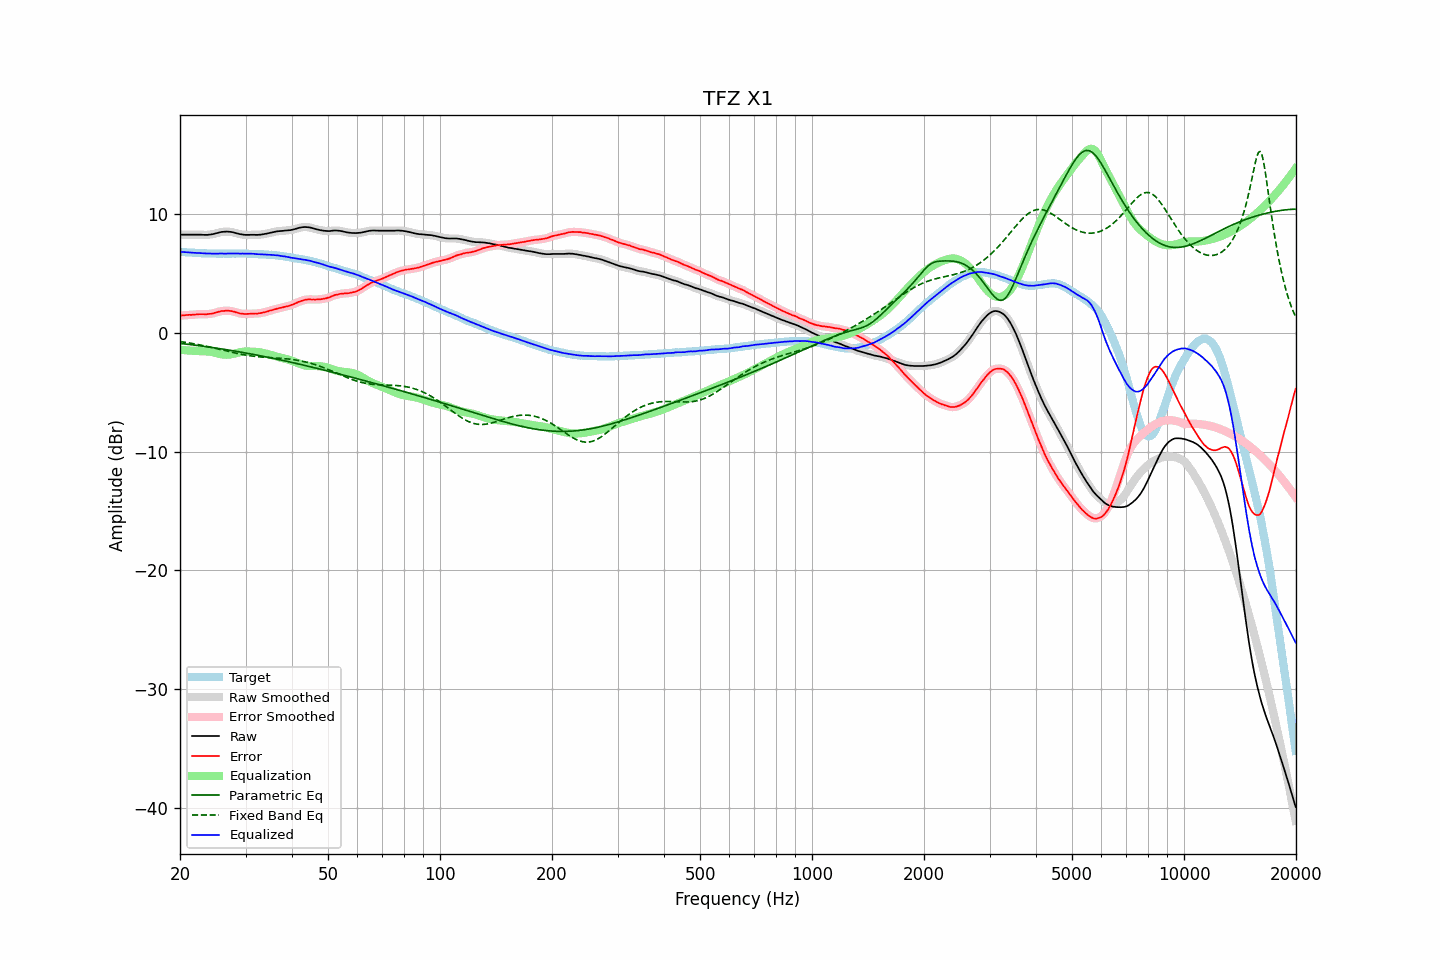 TFZ X1
10
0
−10
−20
−30
−40
Amplitude (dBr)
Target
Raw Smoothed
Error Smoothed
Raw
Error
Equalization
Parametric Eq
Fixed Band Eq
Equalized
20 50 100 200 500 1000 2000 5000 10000 20000
Frequency (Hz)